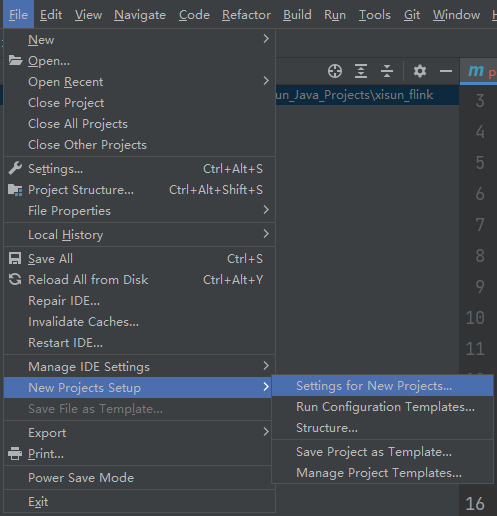 File Edit View Navigate Code Refactor Build Run Tools Git Window
New
Open...
Open Recent
Close Project
Close All Projects
Close Other Projects
Settings... Ctrl+Alt+S
Project Structure... Ctrl+Alt+Shift+S
File Properties
Local History
Save All Ctrl+S
Reload All from Disk Ctrl+Alt+Y
Repair IDE...
Invalidate Caches...
Restart IDE...
Manage IDE Settings
New Projects Setup
Save File as Template...
Export
Print...
Power Save Mode
Exit
Settings for New Projects...
Run Configuration Templates...
Structure...
Save Project as Template...
Manage Project Templates...
un_Java_Projects\xisun_flink
m p
3
4
5
6
7
8
9
10
11
16